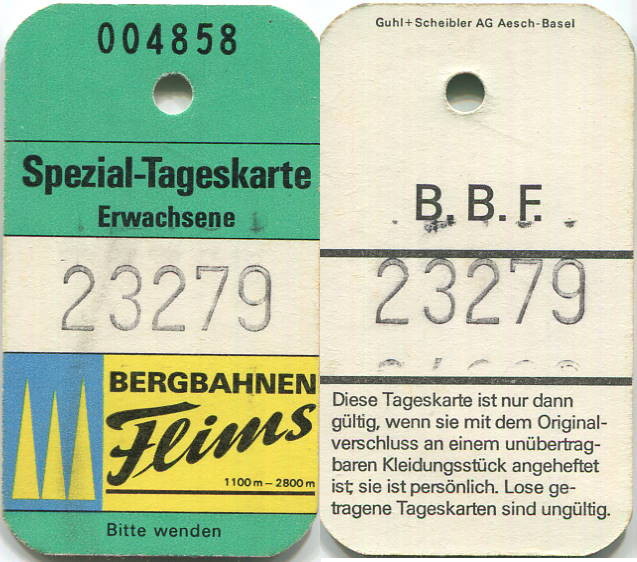 004858
Spezial-Tageskarte
Erwachsene
23279
BERGBAHNEN
Flims
1100 m – 2800 m
Bitte wenden
Guhl+Scheibler AG Aesch-Basel
B. B. F.
23279
Diese Tageskarte ist nur dann
gültig, wenn sie mit dem Original-
verschluss an einem unübertrag-
baren Kleidungsstück angeheftet
ist; sie ist persönlich. Lose ge-
tragene Tageskarten sind ungültig.